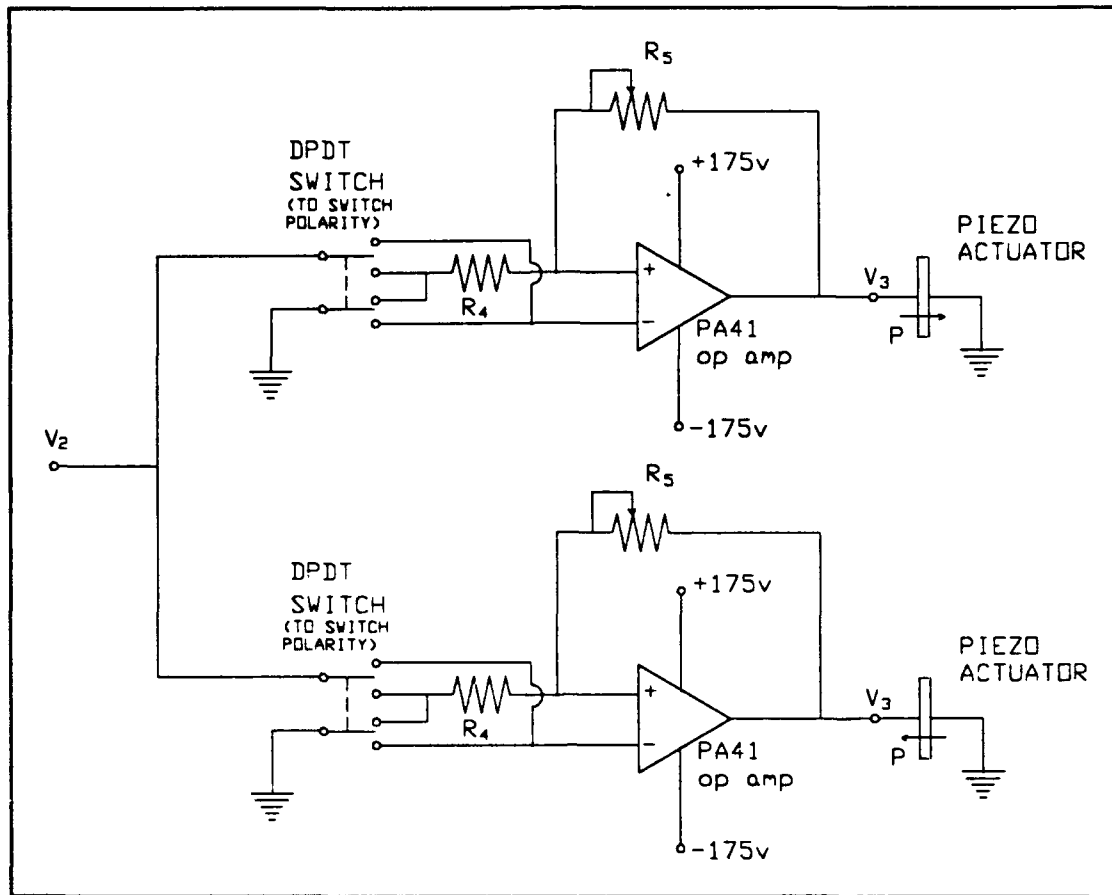 R5
DPDT
SWITCH
(TO SWITCH
POLARITY)
+175v
PIEZO
ACTUATOR
R4
+
−
V3
PA41
op amp
P
-175v
V2
R5
DPDT
SWITCH
(TO SWITCH
POLARITY)
+175v
PIEZO
ACTUATOR
R4
+
−
V3
PA41
op amp
P
-175v